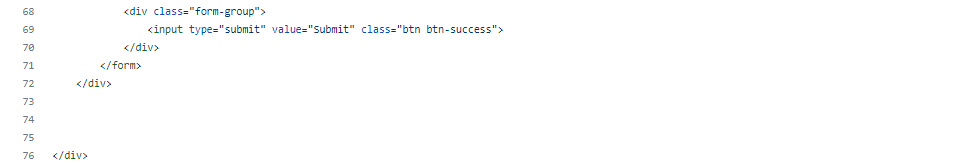 68 <div class="form-group">
69 <input type="submit" value="Submit" class="btn btn-success">
70 </div>
71 </form>
72 </div>
73
74
75
76 </div>